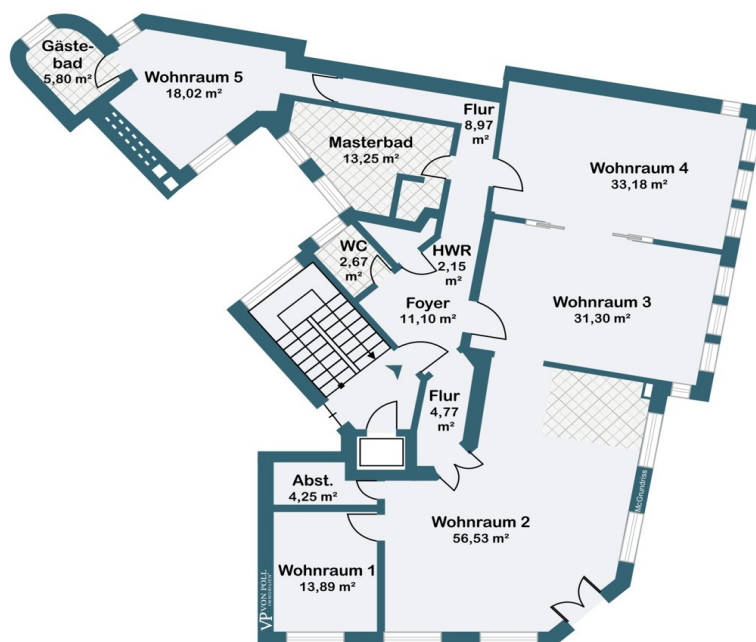 Gäste-
bad
5,80 m²
Wohnraum 5
18,02 m²
Flur
8,97
m²
Masterbad
13,25 m²
Wohnraum 4
33,18 m²
WC
2,67
m²
HWR
2,15
m²
Foyer
11,10 m²
Wohnraum 3
31,30 m²
Flur
4,77
m²
Abst.
4,25 m²
Wohnraum 2
56,53 m²
Wohnraum 1
13,89 m²
McGrundriss
VP VON POLL
IMMOBILIEN